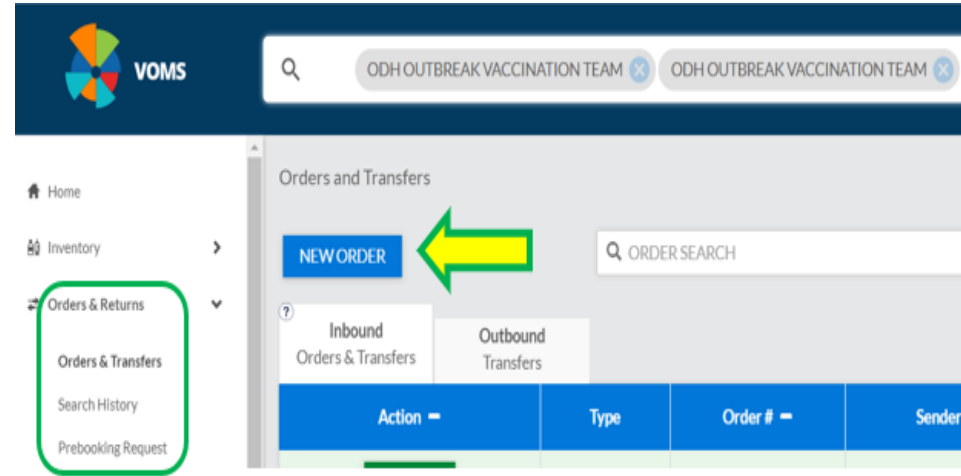 VOMS
ODH OUTBREAK VACCINATION TEAM ODH OUTBREAK VACCINATION TEAM
Home
Inventory
Orders & Returns
Orders & Transfers
Search History
Prebooking Request
Orders and Transfers
NEW ORDER
ORDER SEARCH
?
Inbound
Orders & Transfers
Outbound
Transfers
Action Type Order # Sender